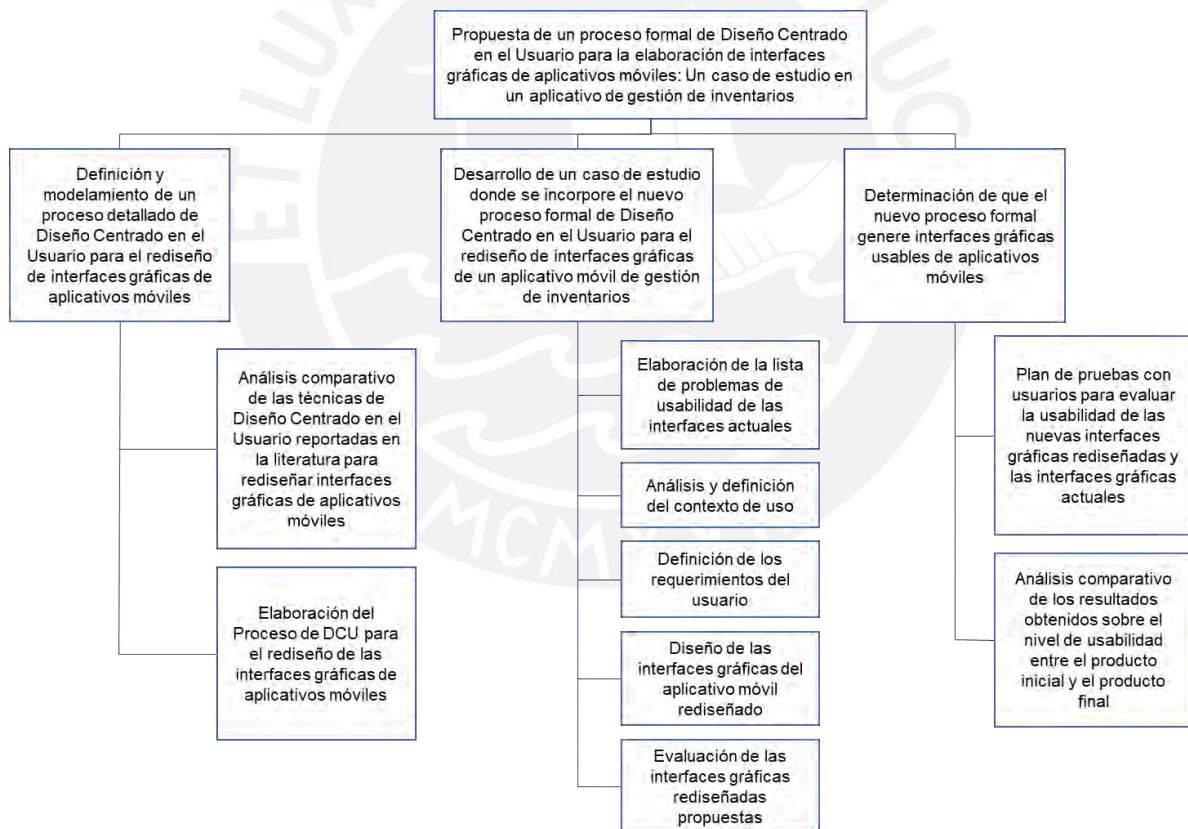 Propuesta de un proceso formal de Diseño Centrado
en el Usuario para la elaboración de interfaces
gráficas de aplicativos móviles: Un caso de estudio en
un aplicativo de gestión de inventarios
Definición y
modelamiento de un
proceso detallado de
Diseño Centrado en el
Usuario para el rediseño
de interfaces gráficas de
aplicativos móviles
Análisis comparativo
de las técnicas de
Diseño Centrado en el
Usuario reportadas en
la literatura para
rediseñar interfaces
gráficas de aplicativos
móviles
Elaboración del
Proceso de DCU para
el rediseño de las
interfaces gráficas de
aplicativos móviles
Desarrollo de un caso de estudio
donde se incorpore el nuevo
proceso formal de Diseño
Centrado en el Usuario para el
rediseño de interfaces gráficas
de un aplicativo móvil de gestión
de inventarios
Elaboración de la lista
de problemas de
usabilidad de las
interfaces actuales
Análisis y definición
del contexto de uso
Definición de los
requerimientos del
usuario
Diseño de las
interfaces gráficas del
aplicativo móvil
rediseñado
Evaluación de las
interfaces gráficas
rediseñadas
propuestas
Determinación de que el
nuevo proceso formal
genere interfaces gráficas
usables de aplicativos
móviles
Plan de pruebas con
usuarios para evaluar
la usabilidad de las
nuevas interfaces
gráficas rediseñadas y
las interfaces gráficas
actuales
Análisis comparativo
de los resultados
obtenidos sobre el
nivel de usabilidad
entre el producto
inicial y el producto
final
ET LUX